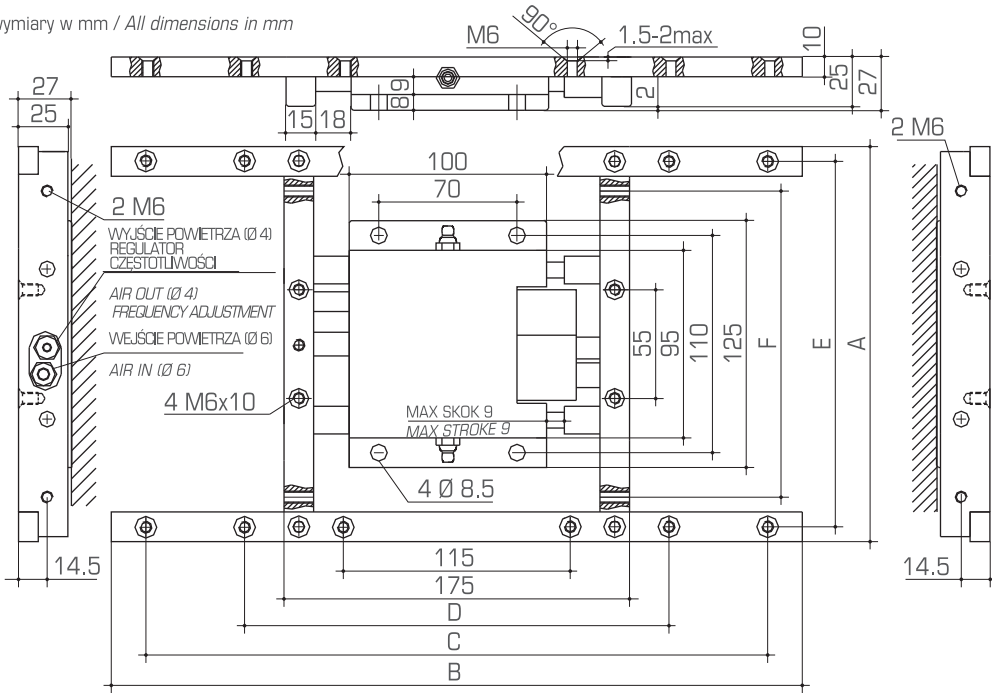 wymiary w mm / All dimensions in mm
90°
M6
1.5-2max
10
25
27
2
8
9
15
18
27
25
2 M6
WYJŚCIE POWIETRZA (Ø 4)
REGULATOR
CZĘSTOTLIWOŚCI
AIR OUT (Ø 4)
FREQUENCY ADJUSTMENT
WEJŚCIE POWIETRZA (Ø 6)
AIR IN (Ø 6)
4 M6x10
14.5
100
70
55
95
110
125
F
E
A
MAX SKOK 9
MAX STROKE 9
4 Ø 8.5
115
175
D
C
B
2 M6
14.5